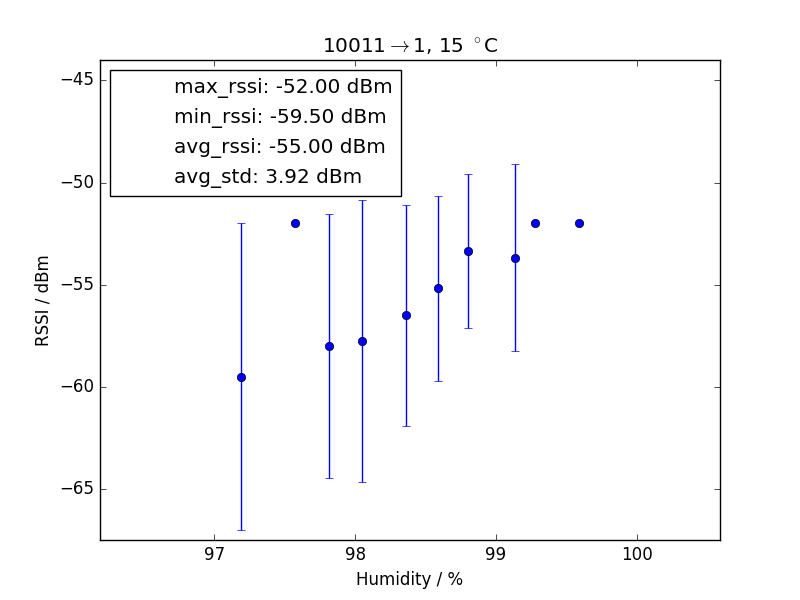 10011→1, 15 °C
max_rssi: -52.00 dBm
min_rssi: -59.50 dBm
avg_rssi: -55.00 dBm
avg_std: 3.92 dBm
−45
−50
−55
−60
−65
RSSI / dBm
97 98 99 100
Humidity / %